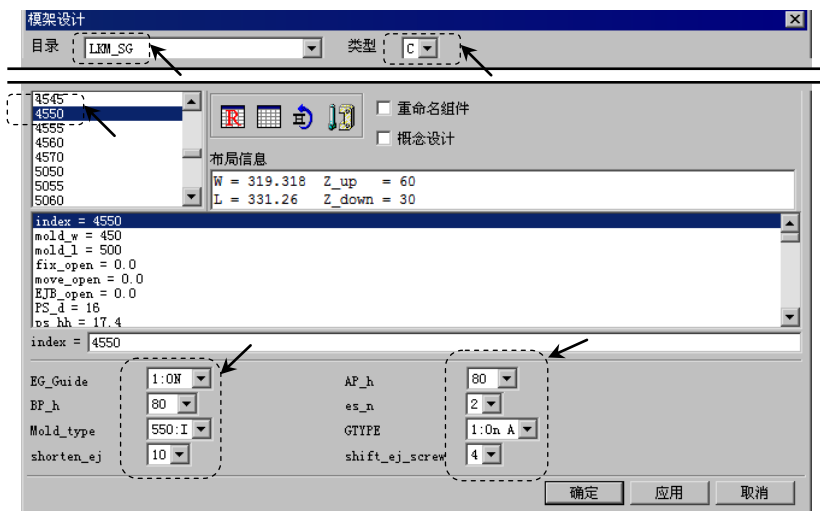 模架设计
目录 LKM_SG 类型 C
4545
4550
4555
4560
4570
5050
5055
5060
R
重命名组件
概念设计
布局信息
W = 319.318 Z_up = 60
L = 331.26 Z_down = 30
index = 4550
mold_w = 450
mold_l = 500
fix_open = 0.0
move_open = 0.0
EJB_open = 0.0
PS_d = 16
ps_hh = 17.4
index = 4550
EG_Guide 1:ON AP_h 80
BP_h 80 es_n 2
Mold_type 550:I GTYPE 1:On A
shorten_ej 10 shift_ej_screw 4
确定 应用 取消